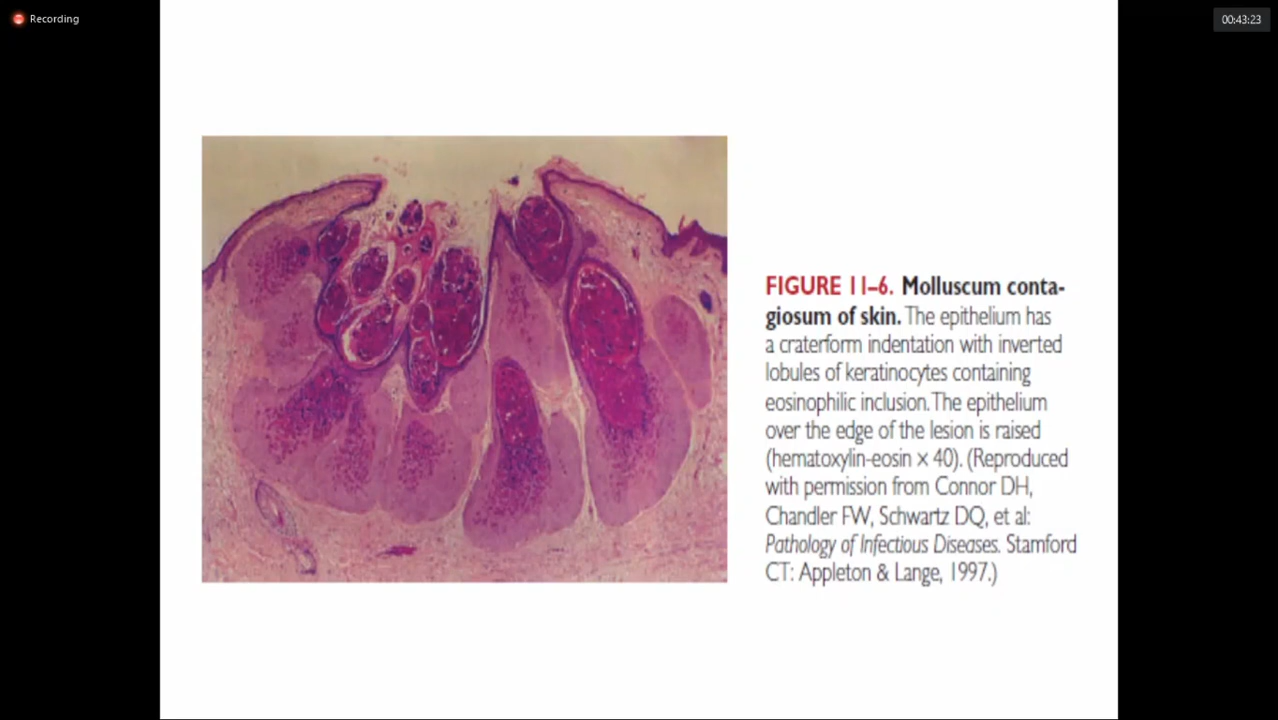 Recording
00:43:23
FIGURE 11–6. Molluscum conta-
giosum of skin. The epithelium has
a craterform indentation with inverted
lobules of keratinocytes containing
eosinophilic inclusion. The epithelium
over the edge of the lesion is raised
(hematoxylin-eosin × 40). (Reproduced
with permission from Connor DH,
Chandler FW, Schwartz DQ, et al:
Pathology of Infectious Diseases. Stamford
CT: Appleton & Lange, 1997.)